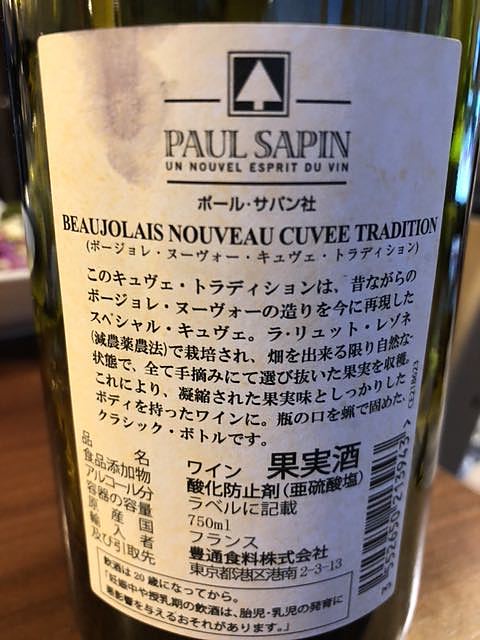 PAUL SAPIN
UN NOUVEL ESPRIT DU VIN
ポール・サパン社
BEAUJOLAIS NOUVEAU CUVEE TRADITION
(ボージョレ・ヌーヴォー・キュヴェ・トラディション)
このキュヴェ・トラディションは、昔ながらの
ボージョレ・ヌーヴォーの造りを今に再現した
スペシャル・キュヴェ。ラ・リュット・レゾネ
(減農薬農法)で栽培され、畑を出来る限り自然な
状態で、全て手摘みにて選び抜いた果実を収穫。
これにより、凝縮された果実味としっかりした
ボディを持ったワインに。瓶の口を蝋で固めた、
クラシック・ボトルです。
品名 ワイン 果実酒
食品添加物 酸化防止剤(亜硫酸塩)
アルコール分 ラベルに記載
容器の容量 750ml
原産国 フランス
輸入者 豊通食料株式会社
及び引取先 東京都港区港南2-3-13
飲酒は20歳になってから。
「妊娠中や授乳期の飲酒は、胎児・乳児の発育に
悪影響を与えるおそれがあります。」